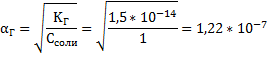 α_Г = √(К_Г / С_соли) = √(1,5 * 10^−14 / 1) = 1,22 * 10^−7